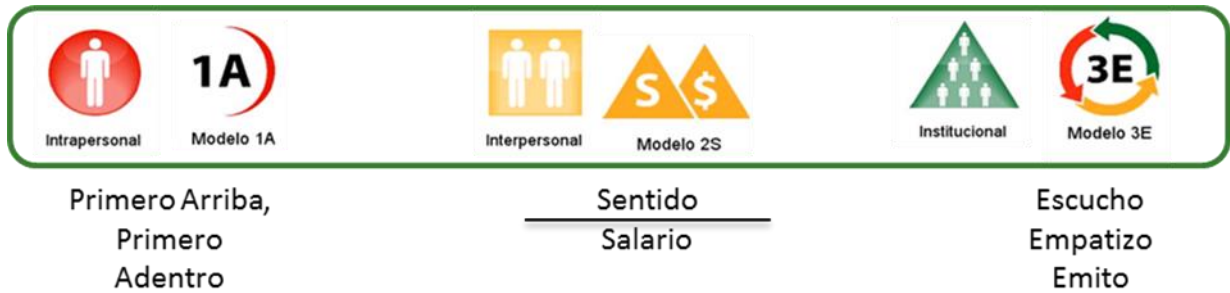 1A
S $
3E
Intrapersonal
Modelo 1A
Interpersonal
Modelo 2S
Institucional
Modelo 3E
Primero Arriba,
Primero
Adentro
Sentido
Salario
Escucho
Empatizo
Emito